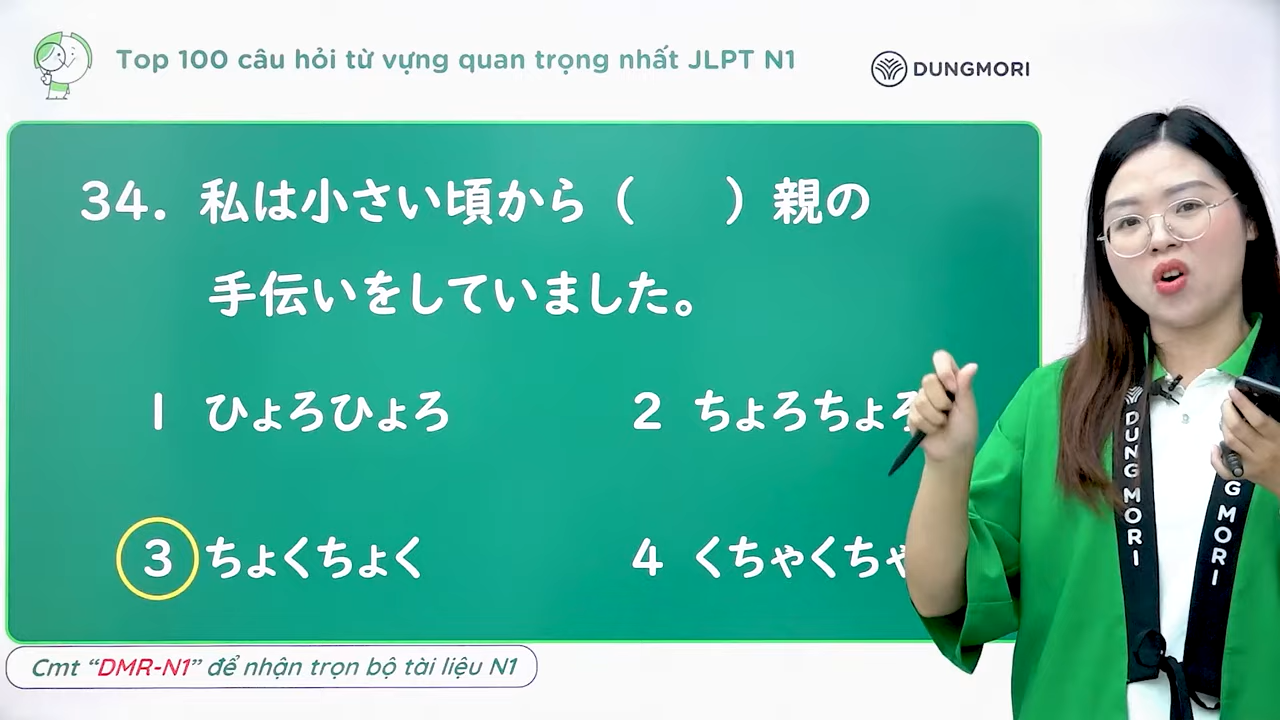 Top 100 câu hỏi từ vựng quan trọng nhất JLPT N1
DUNGMORI
34. 私は小さい頃から（　　）親の
手伝いをしていました。
1 ひょろひょろ
2 ちょろちょろ
3 ちょくちょく
4 くちゃくちゃ
Cmt “DMR-N1” để nhận trọn bộ tài liệu N1
DUNG MORI
G MORI